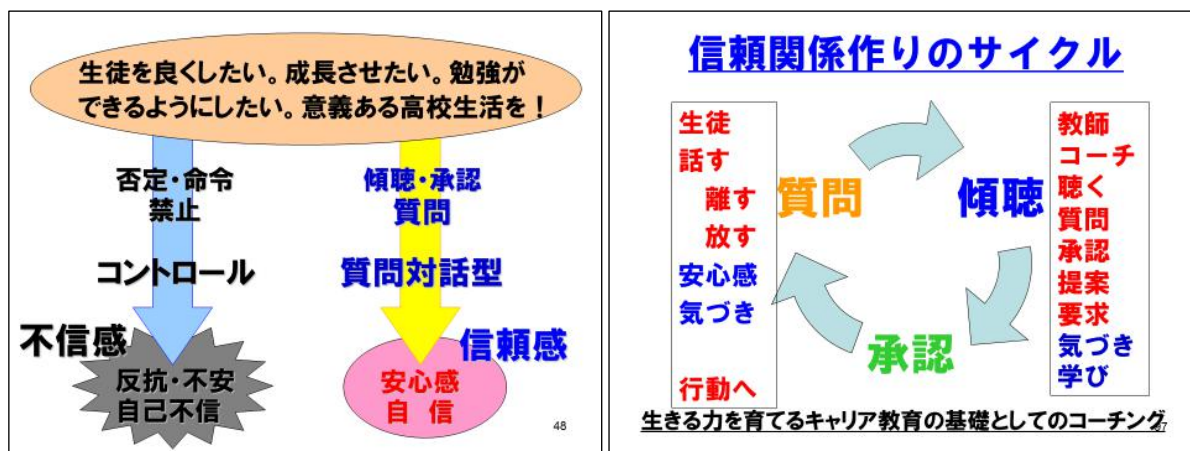 生徒を良くしたい。成長させたい。勉強が
できるようにしたい。意義ある高校生活を！
否定・命令
禁止
コントロール
不信感
反抗・不安
自己不信
傾聴・承認
質問
質問対話型
信頼感
安心感
自 信
48
信頼関係作りのサイクル
生徒
話す
離す
放す
安心感
気づき
行動へ
質問
傾聴
承認
教師
コーチ
聴く
質問
承認
提案
要求
気づき
学び
生きる力を育てるキャリア教育の基礎としてのコーチング